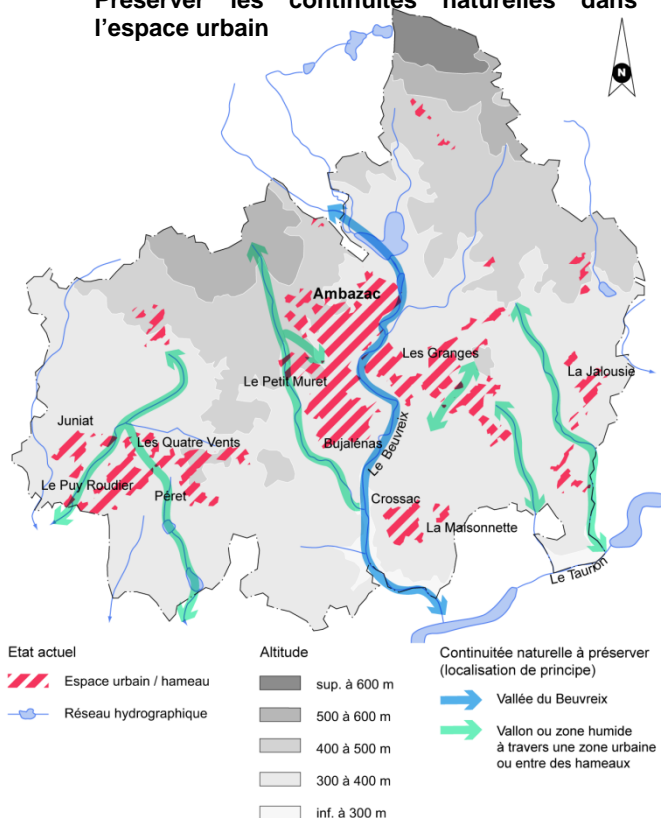 Préserver les continuités naturelles dans
l'espace urbain
N
Ambazac
Les Granges
Le Petit Muret
La Jalousie
Juniat
Les Quatre Vents
Bujalenas
Le Beuvreix
Le Puy Roudier
Péret
Crossac
La Maisonnette
Le Taurion
Etat actuel
Espace urbain / hameau
Réseau hydrographique
Altitude
sup. à 600 m
500 à 600 m
400 à 500 m
300 à 400 m
inf. à 300 m
Continuitée naturelle à préserver
(localisation de principe)
Vallée du Beuvreix
Vallon ou zone humide
à travers une zone urbaine
ou entre des hameaux